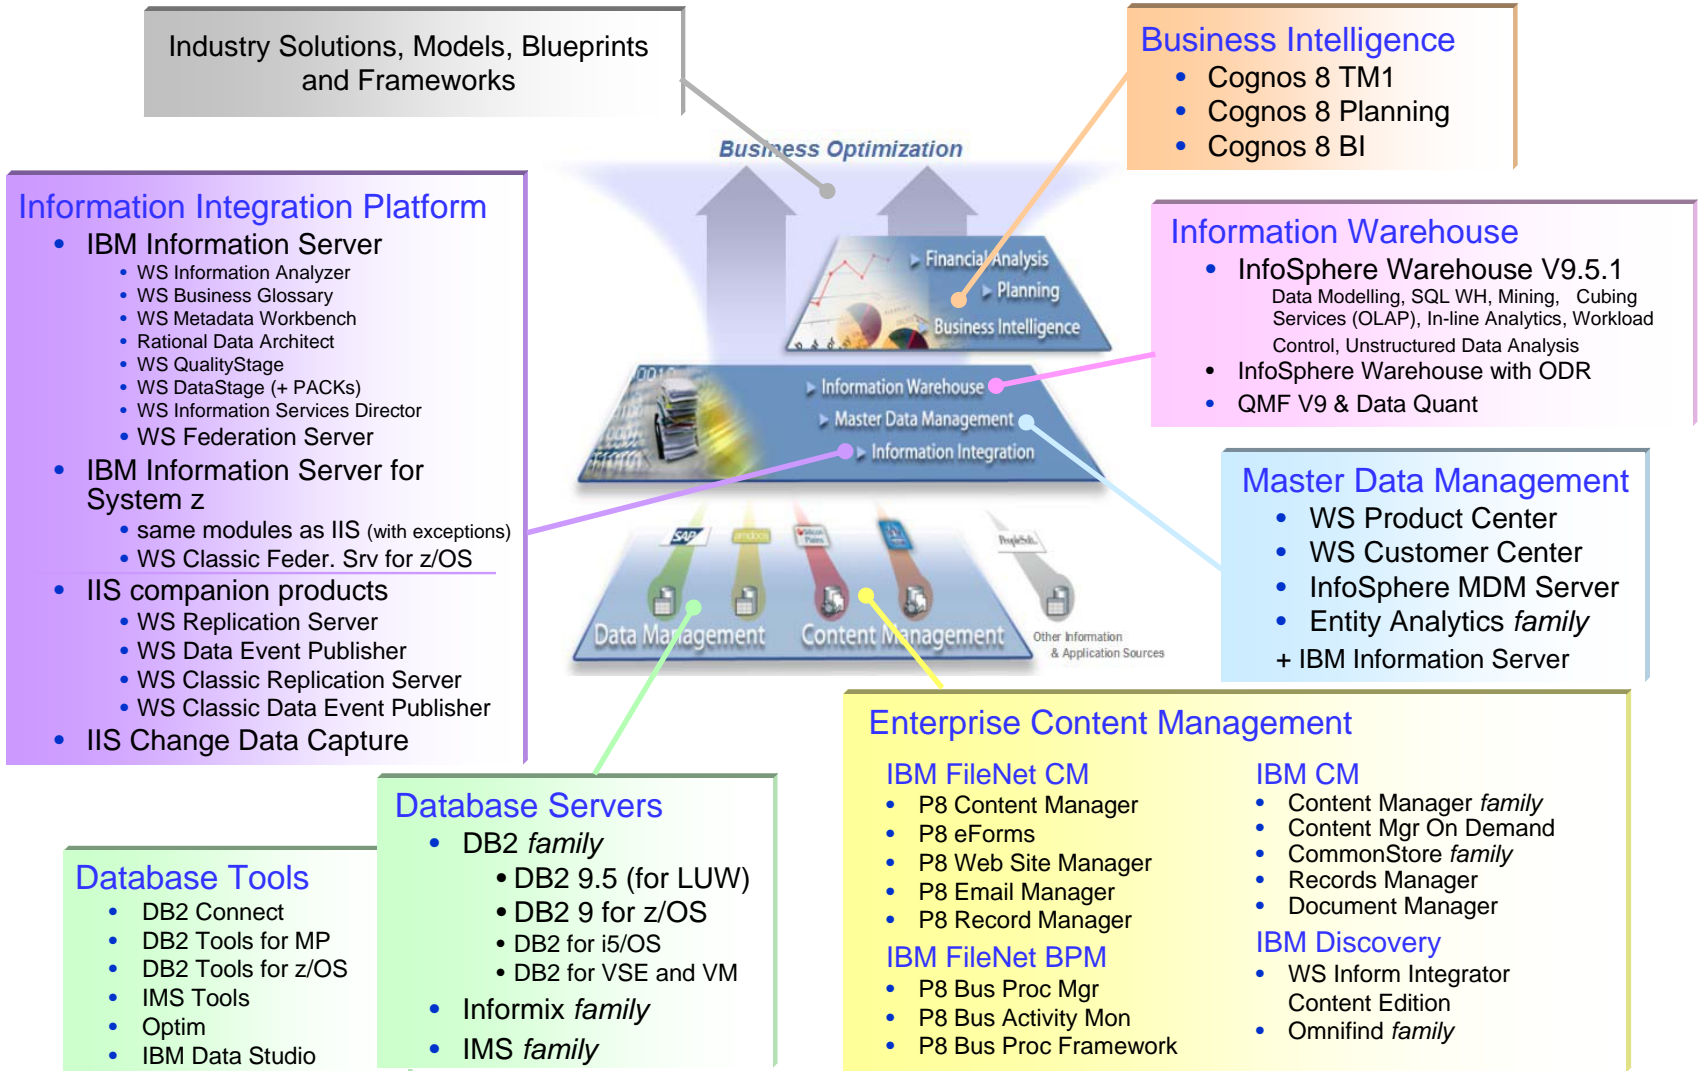 Industry Solutions, Models, Blueprints
and Frameworks
Business Intelligence
• Cognos 8 TM1
• Cognos 8 Planning
• Cognos 8 BI
Business Optimization
Financial Analysis
Planning
Business Intelligence
Information Warehouse
Master Data Management
Information Integration
SAP
amdocs
PeopleSoft.
Data Management
Content Management
Other Information
& Application Sources
Information Integration Platform
• IBM Information Server
• WS Information Analyzer
• WS Business Glossary
• WS Metadata Workbench
• Rational Data Architect
• WS QualityStage
• WS DataStage (+ PACKs)
• WS Information Services Director
• WS Federation Server
• IBM Information Server for
System z
• same modules as IIS (with exceptions)
• WS Classic Feder. Srv for z/OS
• IIS companion products
• WS Replication Server
• WS Data Event Publisher
• WS Classic Replication Server
• WS Classic Data Event Publisher
• IIS Change Data Capture
Information Warehouse
• InfoSphere Warehouse V9.5.1
Data Modelling, SQL WH, Mining, Cubing
Services (OLAP), In-line Analytics, Workload
Control, Unstructured Data Analysis
• InfoSphere Warehouse with ODR
• QMF V9 & Data Quant
Master Data Management
• WS Product Center
• WS Customer Center
• InfoSphere MDM Server
• Entity Analytics family
+ IBM Information Server
Database Tools
• DB2 Connect
• DB2 Tools for MP
• DB2 Tools for z/OS
• IMS Tools
• Optim
• IBM Data Studio
Database Servers
• DB2 family
• DB2 9.5 (for LUW)
• DB2 9 for z/OS
• DB2 for i5/OS
• DB2 for VSE and VM
• Informix family
• IMS family
Enterprise Content Management
IBM FileNet CM
• P8 Content Manager
• P8 eForms
• P8 Web Site Manager
• P8 Email Manager
• P8 Record Manager
IBM FileNet BPM
• P8 Bus Proc Mgr
• P8 Bus Activity Mon
• P8 Bus Proc Framework
IBM CM
• Content Manager family
• Content Mgr On Demand
• CommonStore family
• Records Manager
• Document Manager
IBM Discovery
• WS Inform Integrator
Content Edition
• Omnifind family